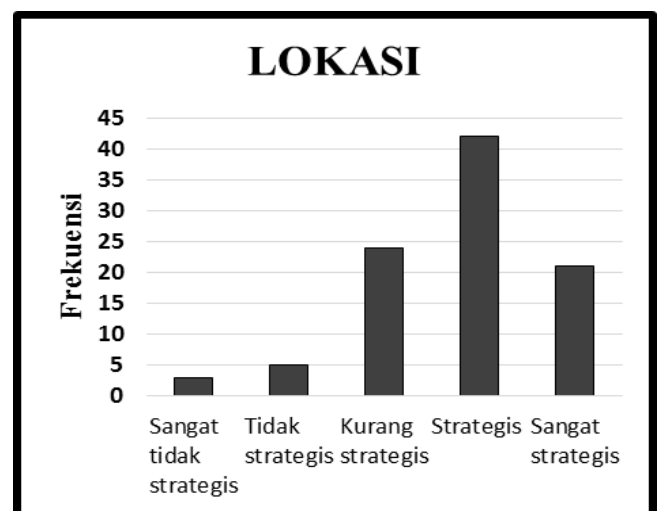 LOKASI
Frekuensi
45
40
35
30
25
20
15
10
5
0
Sangat tidak strategis
Tidak strategis
Kurang strategis
Strategis
Sangat strategis